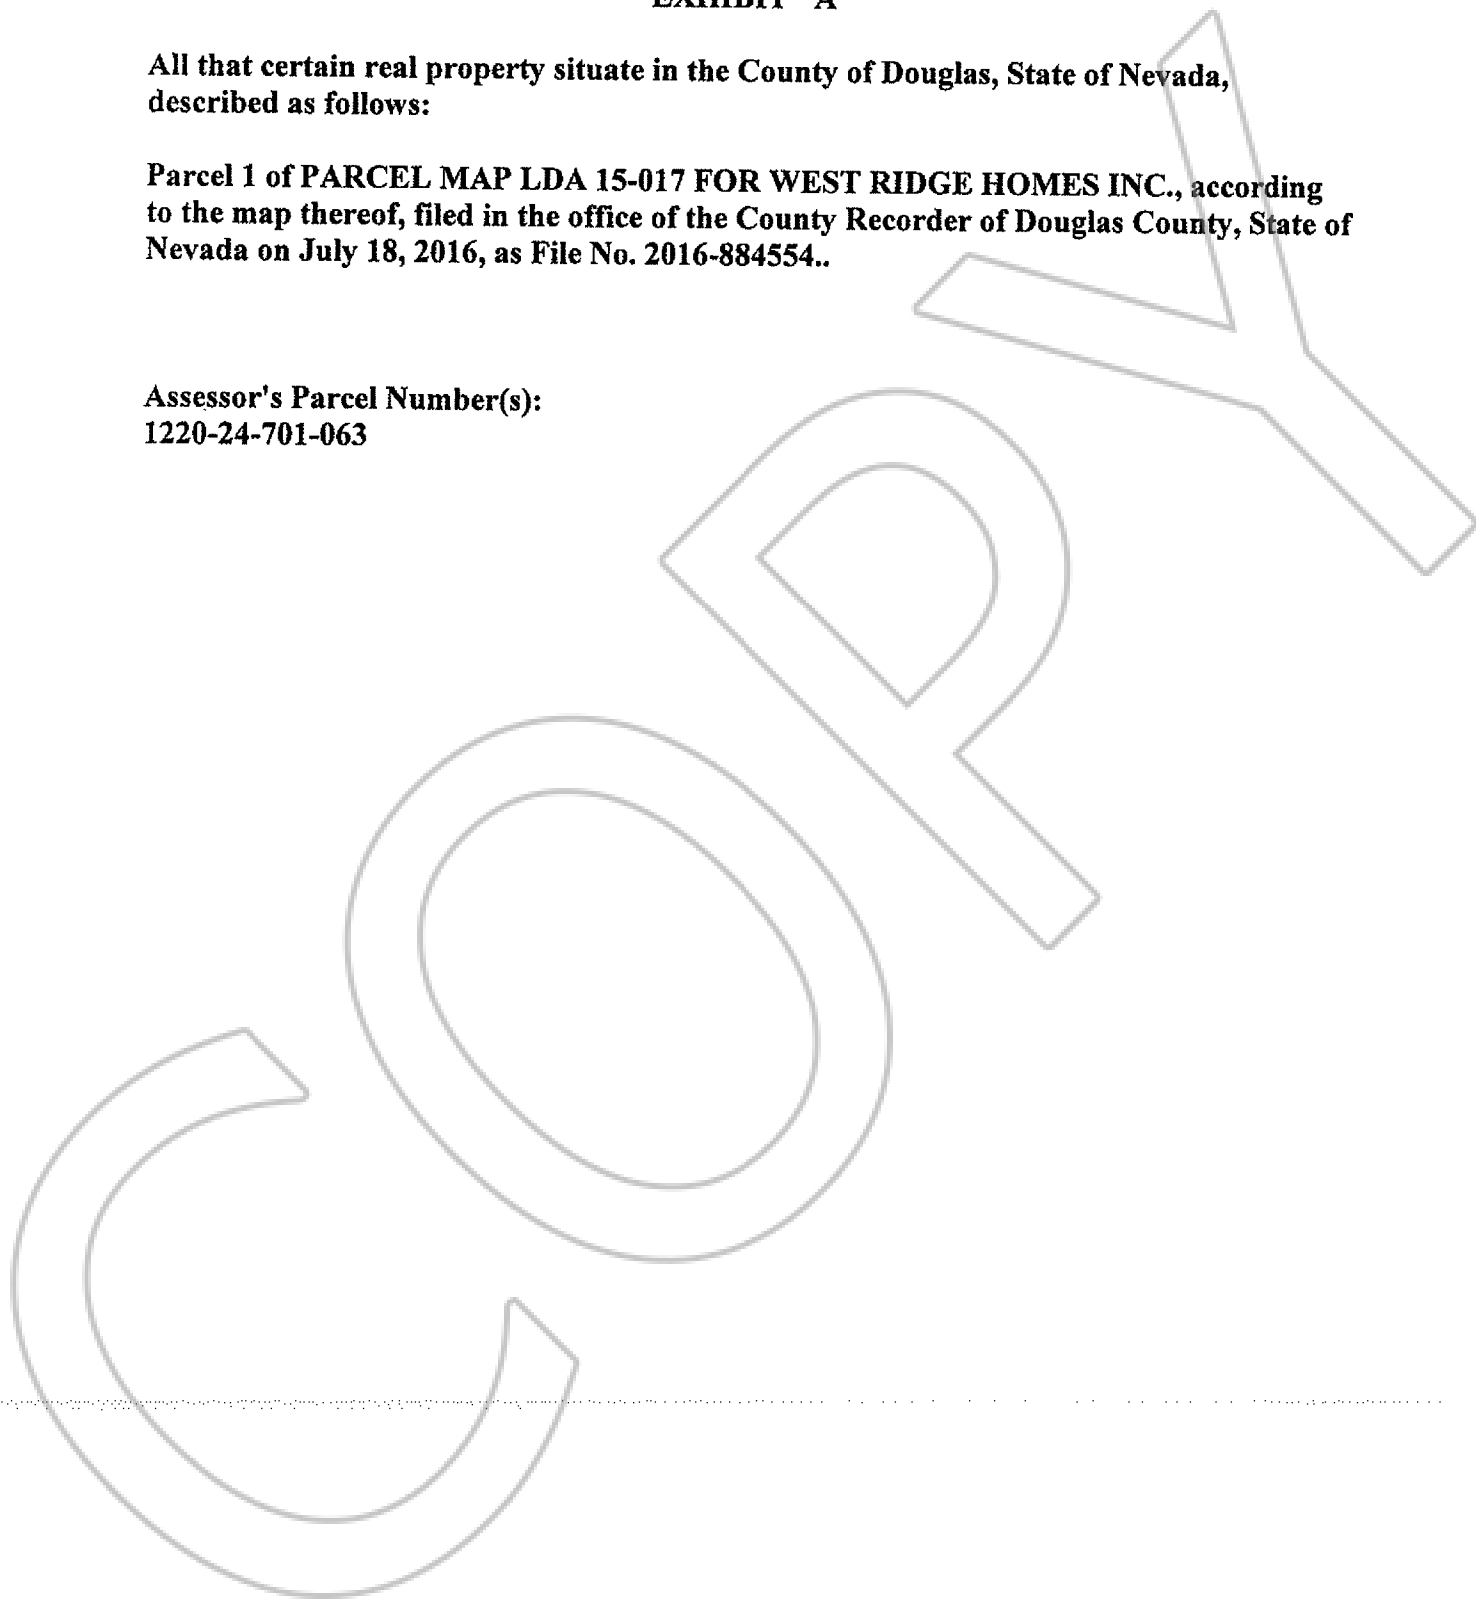 EXHIBIT "A"
All that certain real property situate in the County of Douglas, State of Nevada,
described as follows:
Parcel 1 of PARCEL MAP LDA 15-017 FOR WEST RIDGE HOMES INC., according
to the map thereof, filed in the office of the County Recorder of Douglas County, State of
Nevada on July 18, 2016, as File No. 2016-884554..
Assessor's Parcel Number(s):
1220-24-701-063
COPY